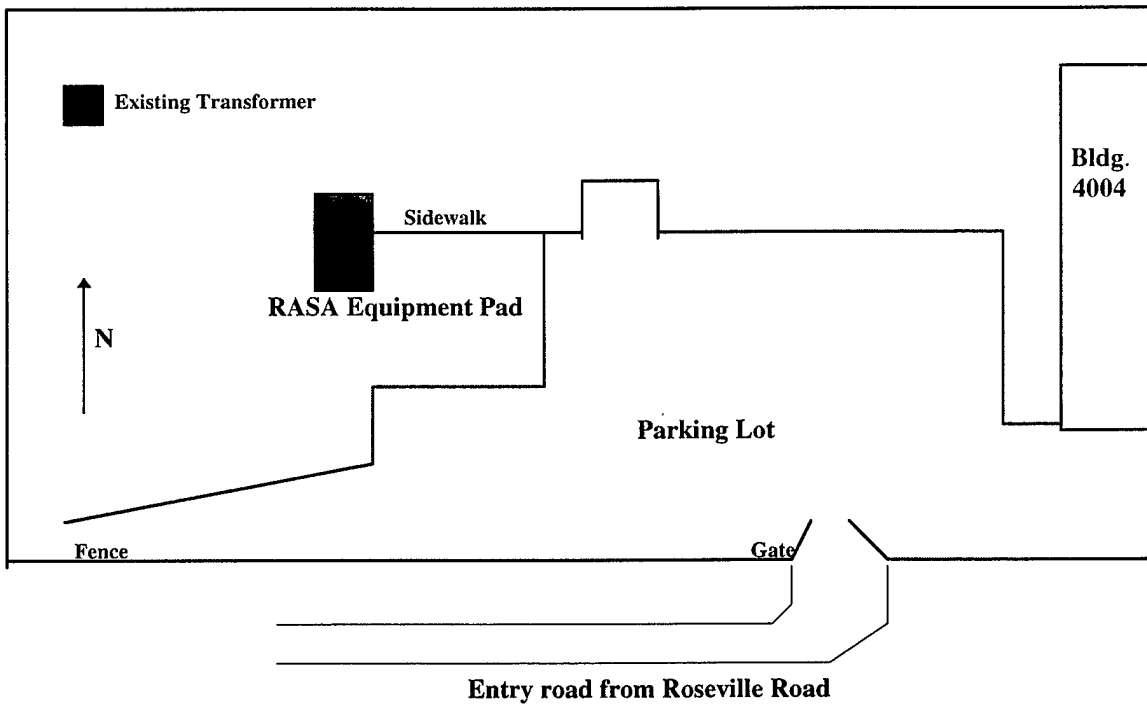 Existing Transformer
Bldg.
4004
Sidewalk
RASA Equipment Pad
N
Parking Lot
Fence
Gate
Entry road from Roseville Road